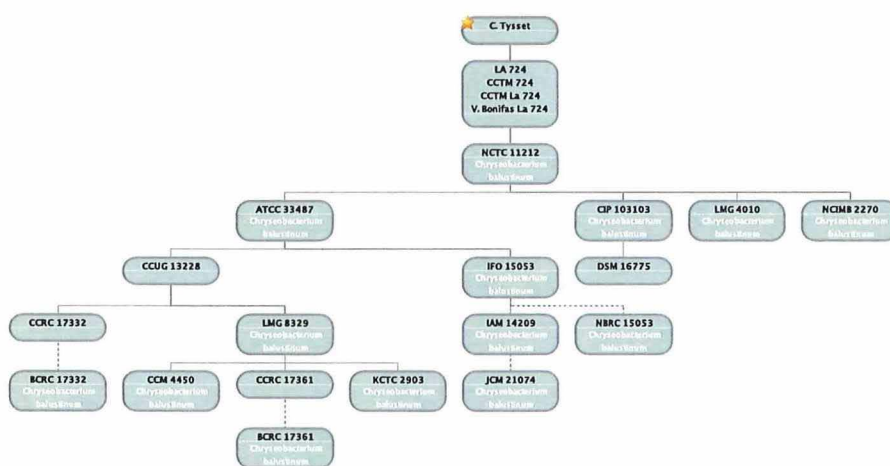 C. Tysset
LA 724
CCTM 724
CCTM La 724
V. Bonifas La 724
NCTC 11212
Chryseobacterium
balustinum
ATCC 33487
Chryseobacterium
balustinum
CIP 103103
Chryseobacterium
balustinum
LMG 4010
Chryseobacterium
balustinum
NCIMB 2270
Chryseobacterium
balustinum
CCUG 13228
IFO 15053
Chryseobacterium
balustinum
DSM 16775
CCRC 17332
LMG 8329
Chryseobacterium
balustinum
IAM 14209
Chryseobacterium
balustinum
NBRC 15053
Chryseobacterium
balustinum
BCRC 17332
Chryseobacterium
balustinum
CCM 4450
Chryseobacterium
balustinum
CCRC 17361
KCTC 2903
Chryseobacterium
balustinum
JCM 21074
Chryseobacterium
balustinum
BCRC 17361
Chryseobacterium
balustinum